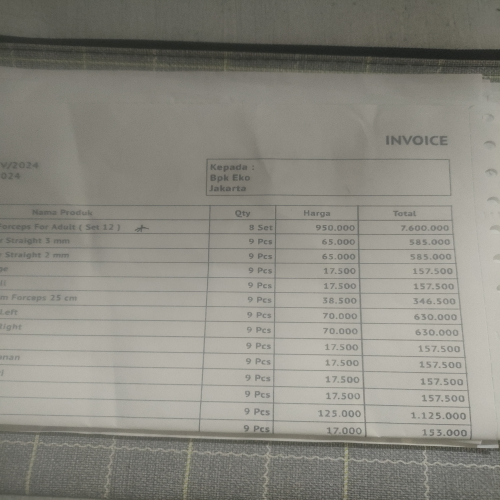 INVOICE
V/2024
024
Kepada :
Bpk Eko
Jakarta
Nama Produk Qty Harga Total
Forceps For Adult ( Set 12 ) 8 Set 950.000 7.600.000
Straight 3 mm 9 Pcs 65.000 585.000
Straight 2 mm 9 Pcs 65.000 585.000
9 Pcs 17.500 157.500
9 Pcs 17.500 157.500
m Forceps 25 cm 9 Pcs 38.500 346.500
Left 9 Pcs 70.000 630.000
Right 9 Pcs 70.000 630.000
9 Pcs 17.500 157.500
anan 9 Pcs 17.500 157.500
9 Pcs 17.500 157.500
9 Pcs 17.500 157.500
9 Pcs 125.000 1.125.000
9 Pcs 17.000 153.000